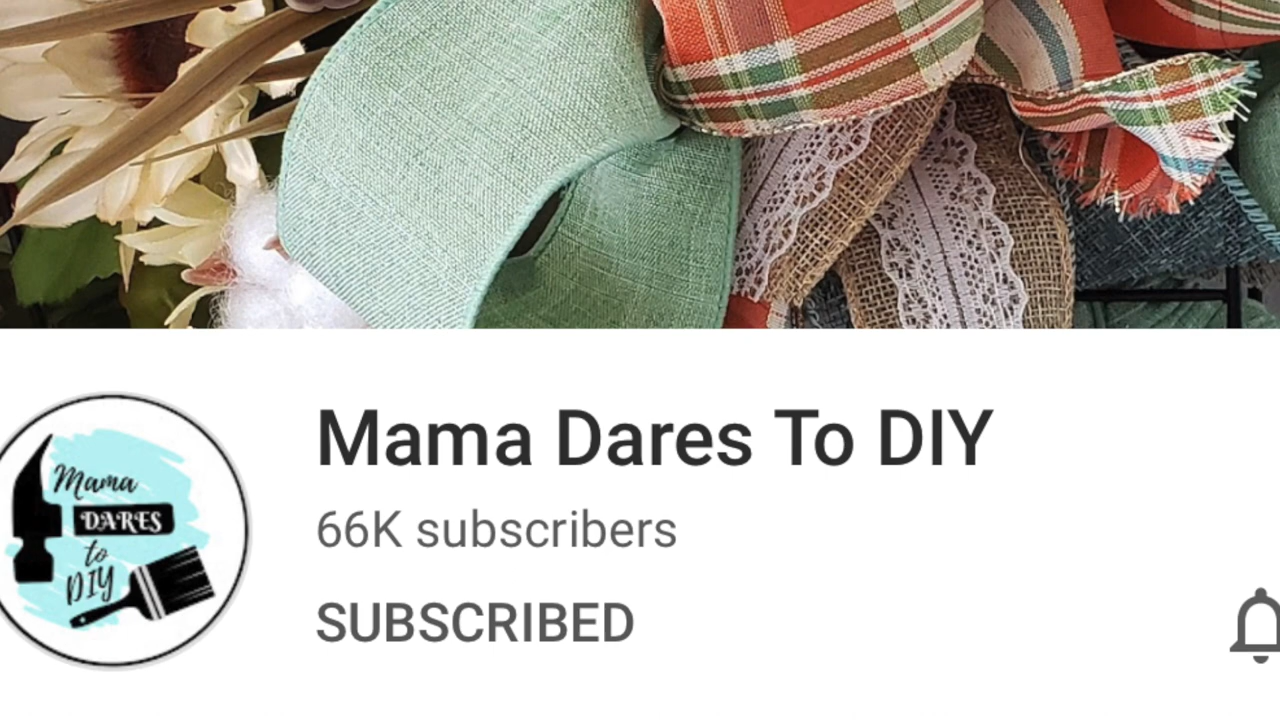 Mama Dares To DIY
66K subscribers
SUBSCRIBED
Mama
DARES
to
DIY